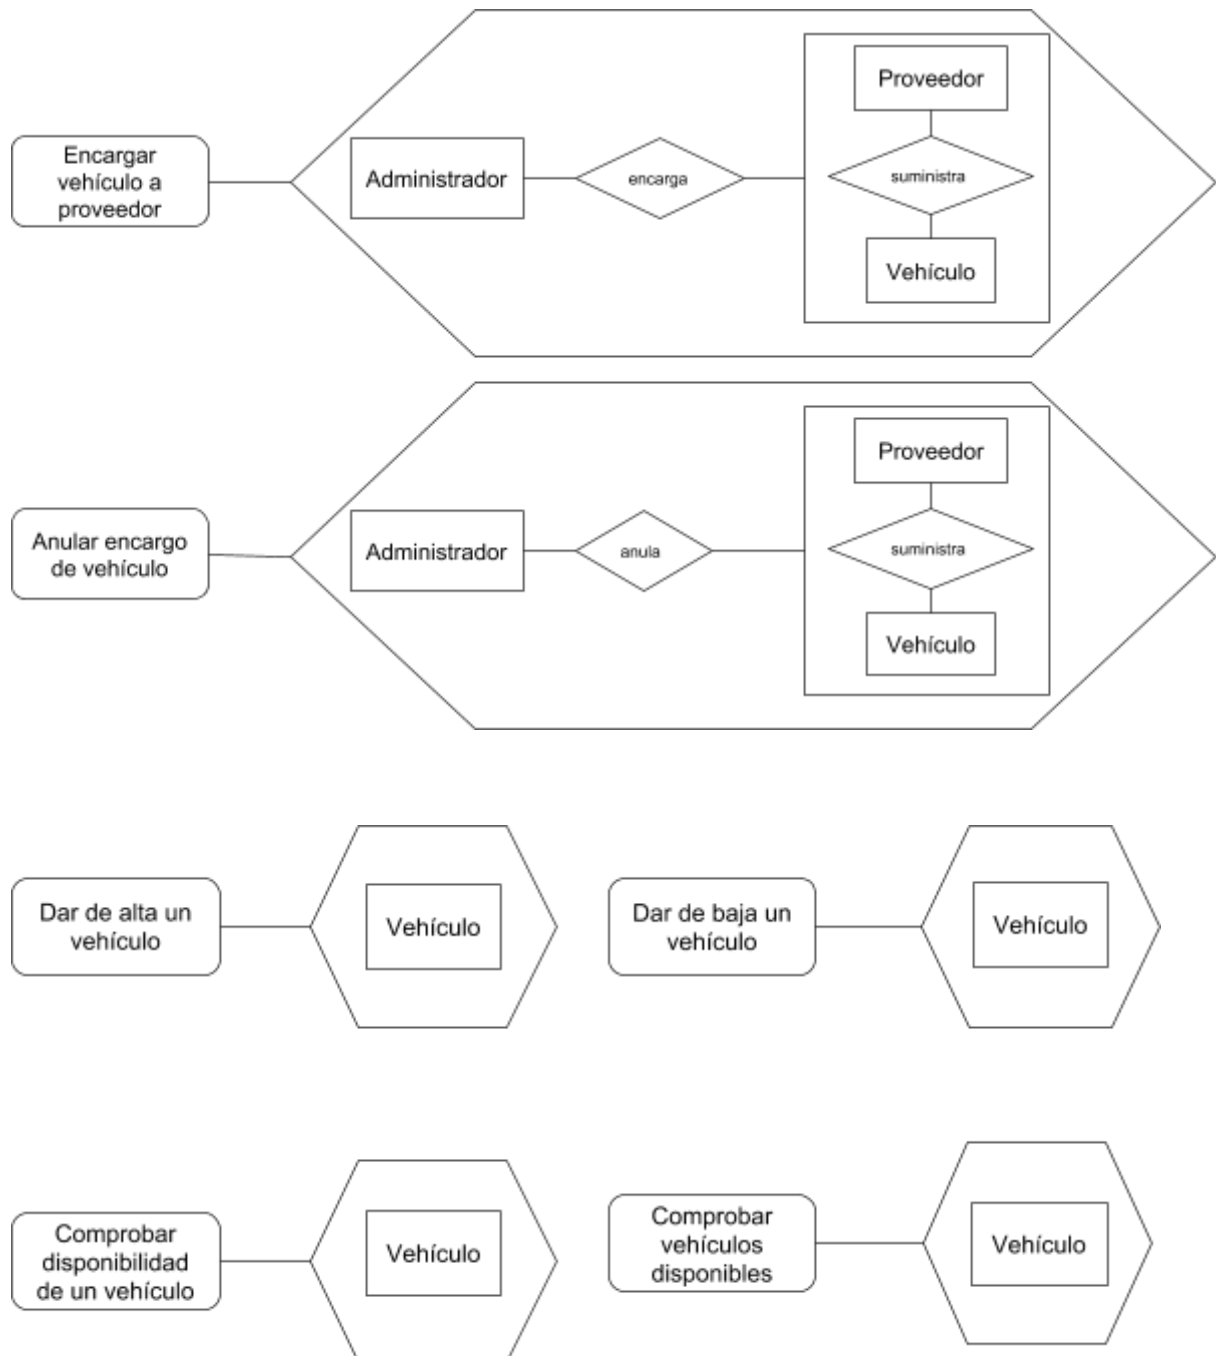 Encargar
vehículo a
proveedor
Administrador
encarga
Proveedor
suministra
Vehículo
Anular encargo
de vehículo
Administrador
anula
Proveedor
suministra
Vehículo
Dar de alta un
vehículo
Vehículo
Dar de baja un
vehículo
Vehículo
Comprobar
disponibilidad
de un vehículo
Vehículo
Comprobar
vehículos
disponibles
Vehículo